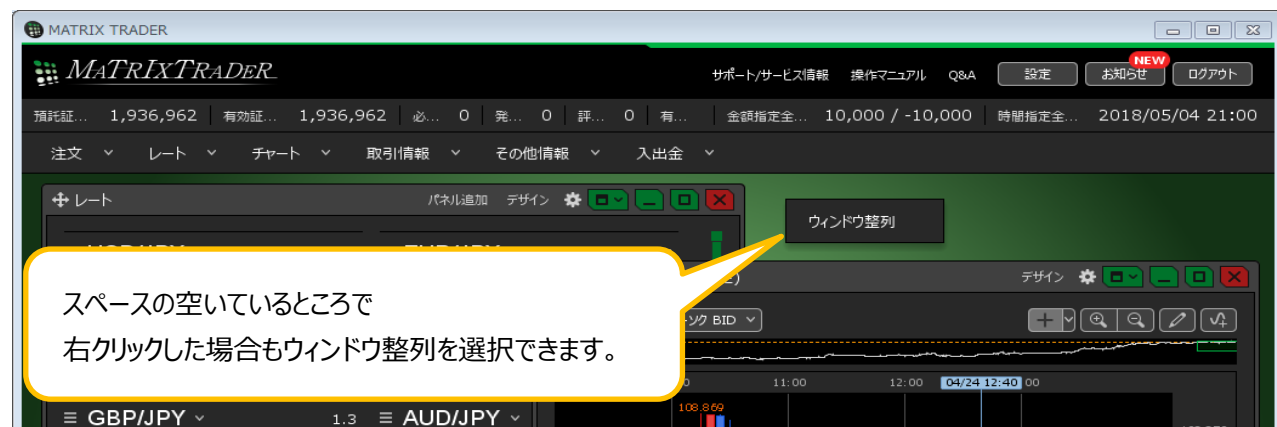 MATRIX TRADER
MATRIXTRADER
サポート/サービス情報 操作マニュアル Q&A 設定 お知らせ NEW ログアウト
預託証... 1,936,962 有効証... 1,936,962 必... 0 発... 0 評... 0 有... 金額指定全... 10,000 / -10,000 時間指定全... 2018/05/04 21:00
注文 レート チャート 取引情報 その他情報 入出金
レート パネル追加 デザイン
ウィンドウ整列
デザイン
スペースの空いているところで
右クリックした場合もウィンドウ整列を選択できます。
BID
11:00 12:00 04/24 12:40 00
108.869
GBP/JPY 1.3 AUD/JPY